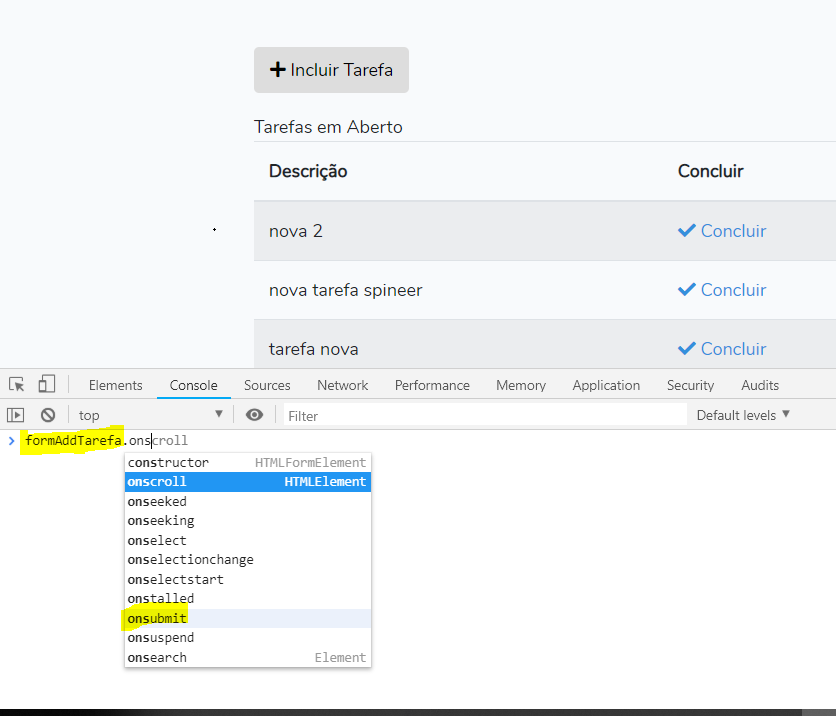 Incluir Tarefa
Tarefas em Aberto
Descrição Concluir
nova 2 Concluir
nova tarefa spineer Concluir
tarefa nova Concluir
Elements Console Sources Network Performance Memory Application Security Audits
top Filter Default levels
formAddTarefa.onscroll
constructor HTMLFormElement
onscroll HTMLElement
onseeked
onseeking
onselect
onselectionchange
onselectstart
onstalled
onsubmit
onsuspend
onsearch Element